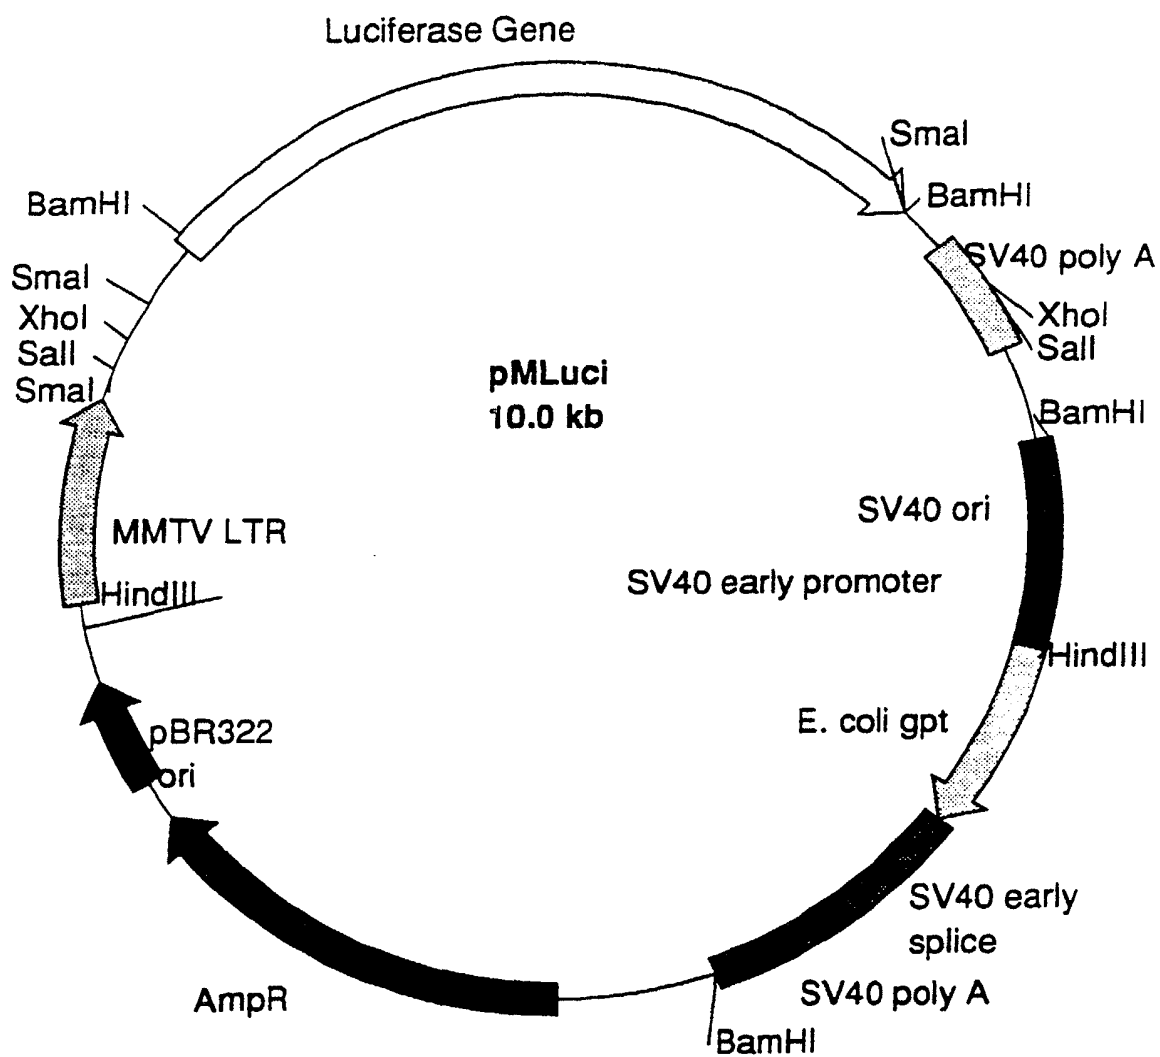 Luciferase Gene
SmaI
BamHI
BamHI
SV40 poly A
SmaI
XhoI
XhoI
SalI
SalI
SmaI
pMLuci
10.0 kb
BamHI
SV40 ori
MMTV LTR
SV40 early promoter
HindIII
HindIII
E. coli gpt
pBR322
ori
SV40 early
splice
SV40 poly A
AmpR
BamHI